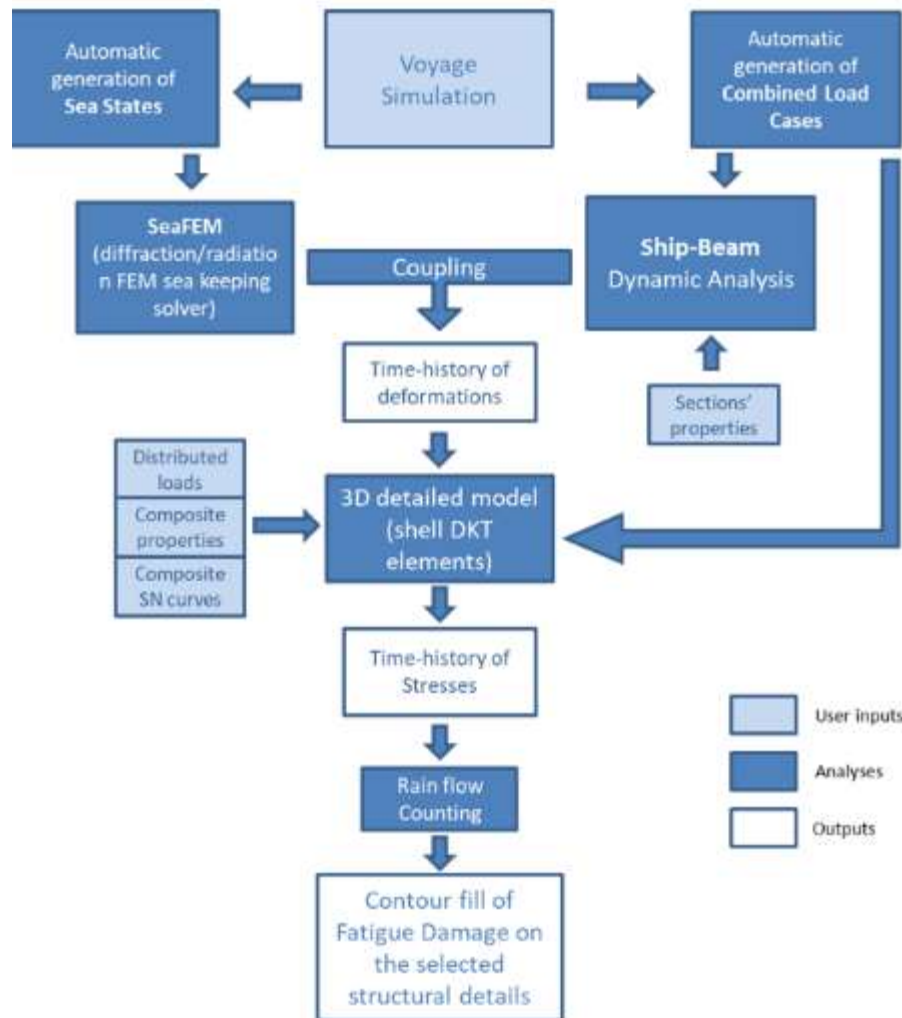 Automatic
generation of
Sea States
Voyage
Simulation
Automatic
generation of
Combined Load
Cases
SeaFEM
(diffraction/radiatio
n FEM sea keeping
solver)
Coupling
Ship-Beam
Dynamic Analysis
Time-history of
deformations
Sections'
properties
Distributed
loads
Composite
properties
Composite
SN curves
3D detailed model
(shell DKT
elements)
Time-history of
Stresses
Rain flow
Counting
Contour fill of
Fatigue Damage on
the selected
structural details
User inputs
Analyses
Outputs